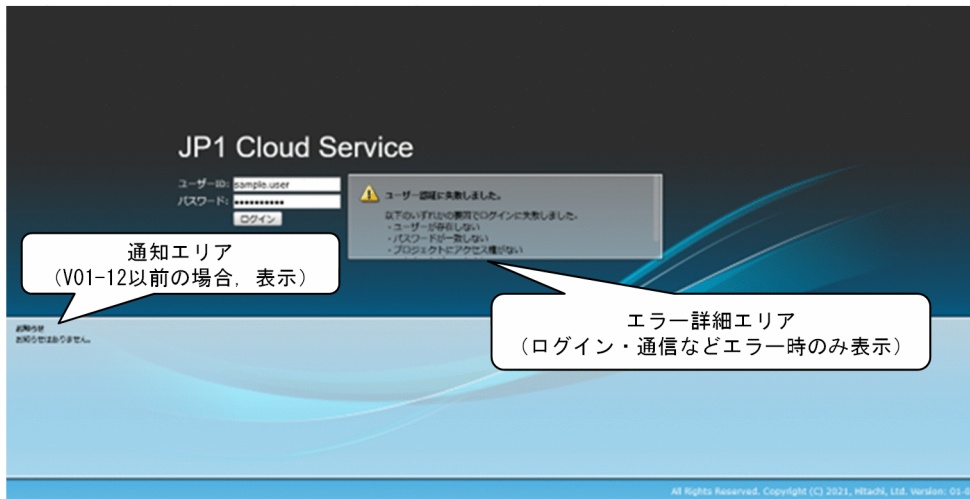 JP1 Cloud Service
ユーザーID: sample.user
パスワード: ••••••••••
ログイン
ユーザー認証に失敗しました。
以下のいずれかの要因でログインに失敗しました。
・ユーザーが存在しない
・パスワードが一致しない
・プロジェクトにアクセス権がない
通知エリア
（V01-12以前の場合，表示）
エラー詳細エリア
（ログイン・通信などエラー時のみ表示）
お知らせ
お知らせはありません。
All Rights Reserved. Copyright (C) 2021, Hitachi, Ltd. Version: 01-0